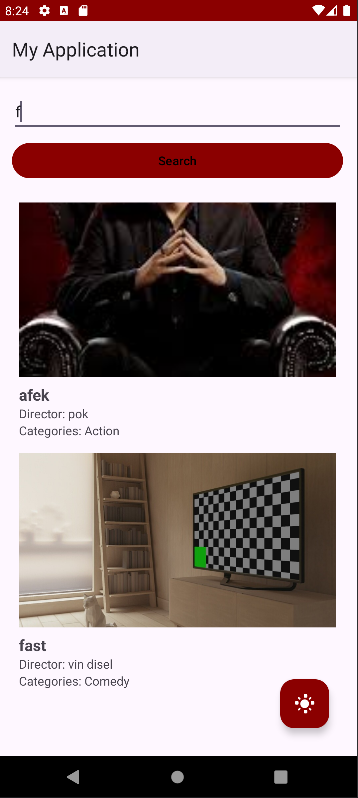 8:24
My Application
f
Search
afek
Director: pok
Categories: Action
fast
Director: vin disel
Categories: Comedy